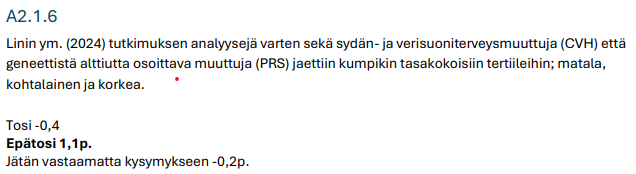 A2.1.6
Linin ym. (2024) tutkimuksen analyysejä varten sekä sydän- ja verisuoniterveysmuuttuja (CVH) että
geneettistä alttiutta osoittava muuttuja (PRS) jaettiin kumpikin tasakokoisiin tertiileihin; matala,
kohtalainen ja korkea.
Tosi -0,4
Epätosi 1,1p.
Jätän vastaamatta kysymykseen -0,2p.